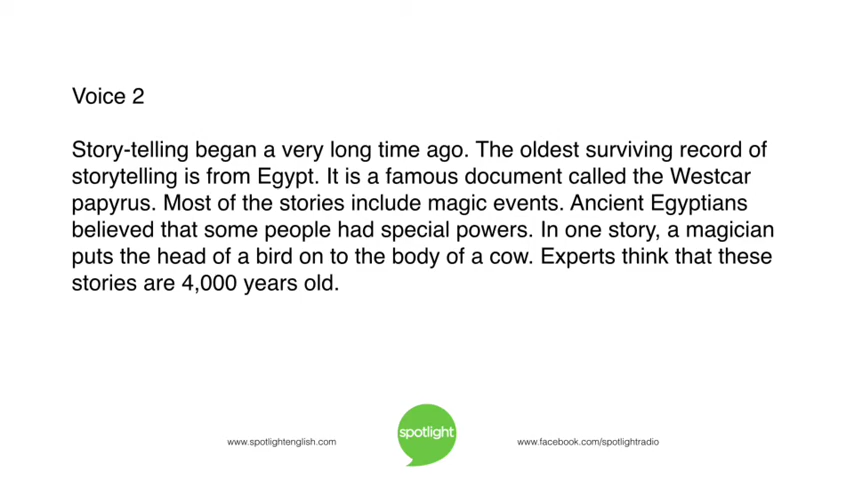 Voice 2
Story-telling began a very long time ago. The oldest surviving record of
storytelling is from Egypt. It is a famous document called the Westcar
papyrus. Most of the stories include magic events. Ancient Egyptians
believed that some people had special powers. In one story, a magician
puts the head of a bird on to the body of a cow. Experts think that these
stories are 4,000 years old.
www.spotlightenglish.com
spotlight
www.facebook.com/spotlightradio